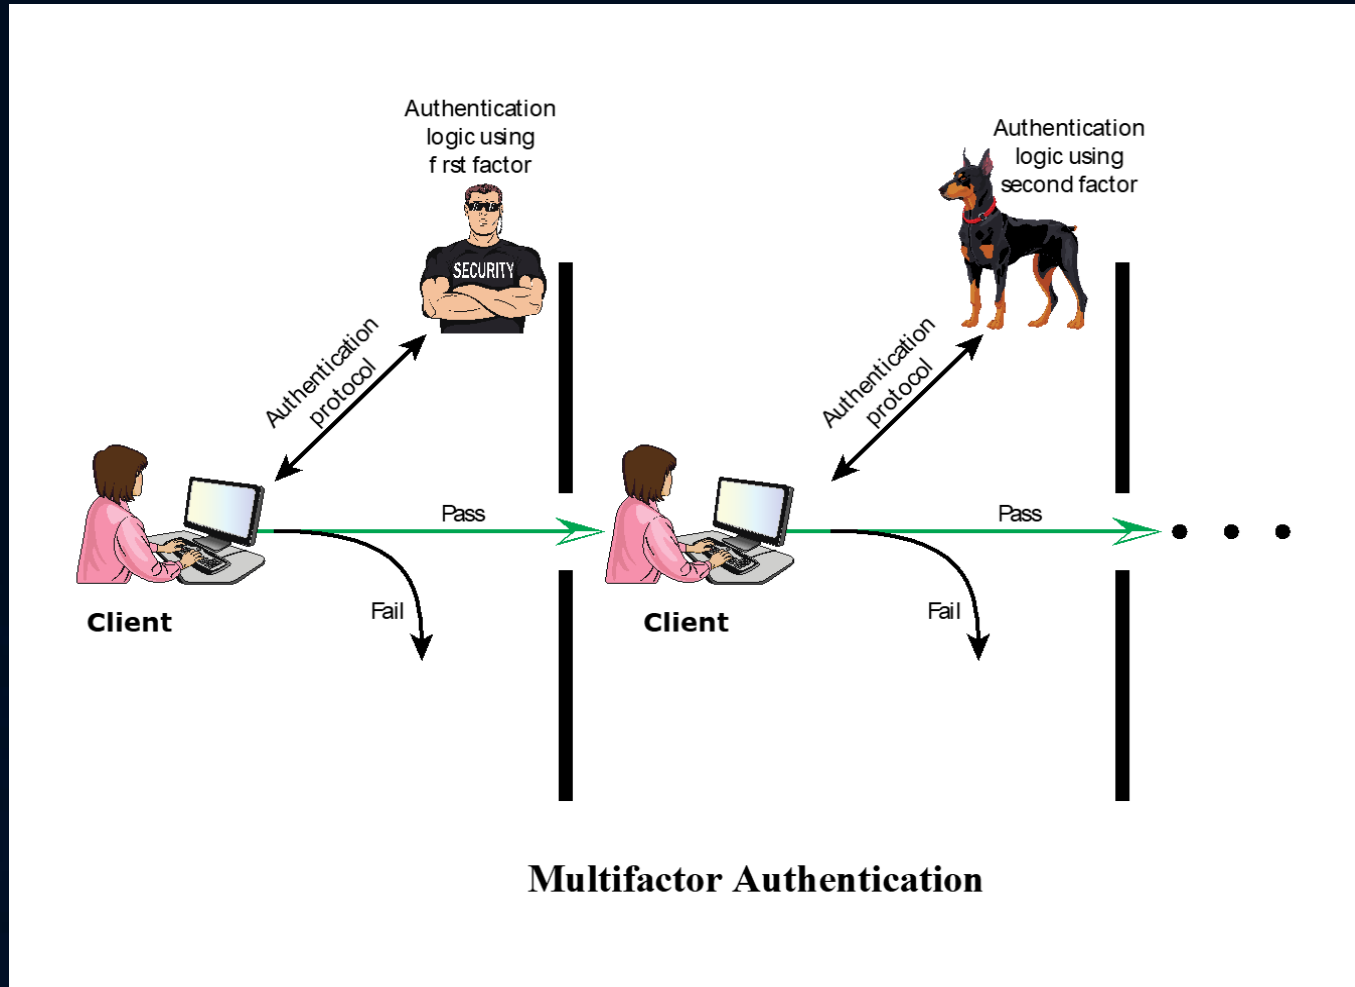 Authentication
logic using
f rst factor
Authentication
logic using
second factor
SECURITY
Authentication
protocol
Authentication
protocol
Pass
Pass
Fail
Fail
Client
Client
Multifactor Authentication